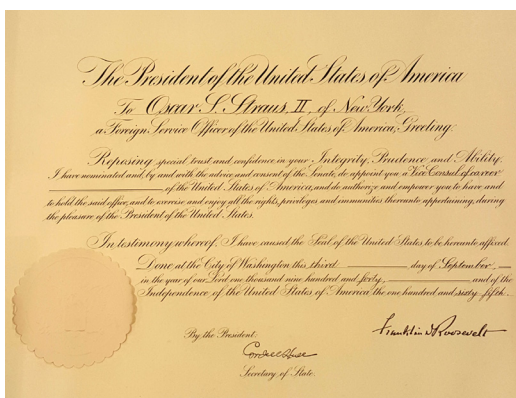 The President of the United States of America
To Oscar S. Straus, II of New York,
a Foreign Service Officer of the United States of America, Greeting:
Reposing special trust and confidence in your Integrity, Prudence and Ability
I have nominated and, by and with the advice and consent of the Senate, do appoint you a Vice Consul of career
of the United States of America, and do authorize and empower you to have and
to hold the said office, and to exercise and enjoy all the rights, privileges and immunities thereunto appertaining, during
the pleasure of the President of the United States.
In testimony whereof, I have caused the Seal of the United States to be hereunto affixed.
Done at the City of Washington this third day of September,
in the year of our Lord one thousand nine hundred and forty, and of the
Independence of the United States of America the one hundred and sixty-fifth.
By the President:
Franklin D Roosevelt
Cordell Hull
Secretary of State.